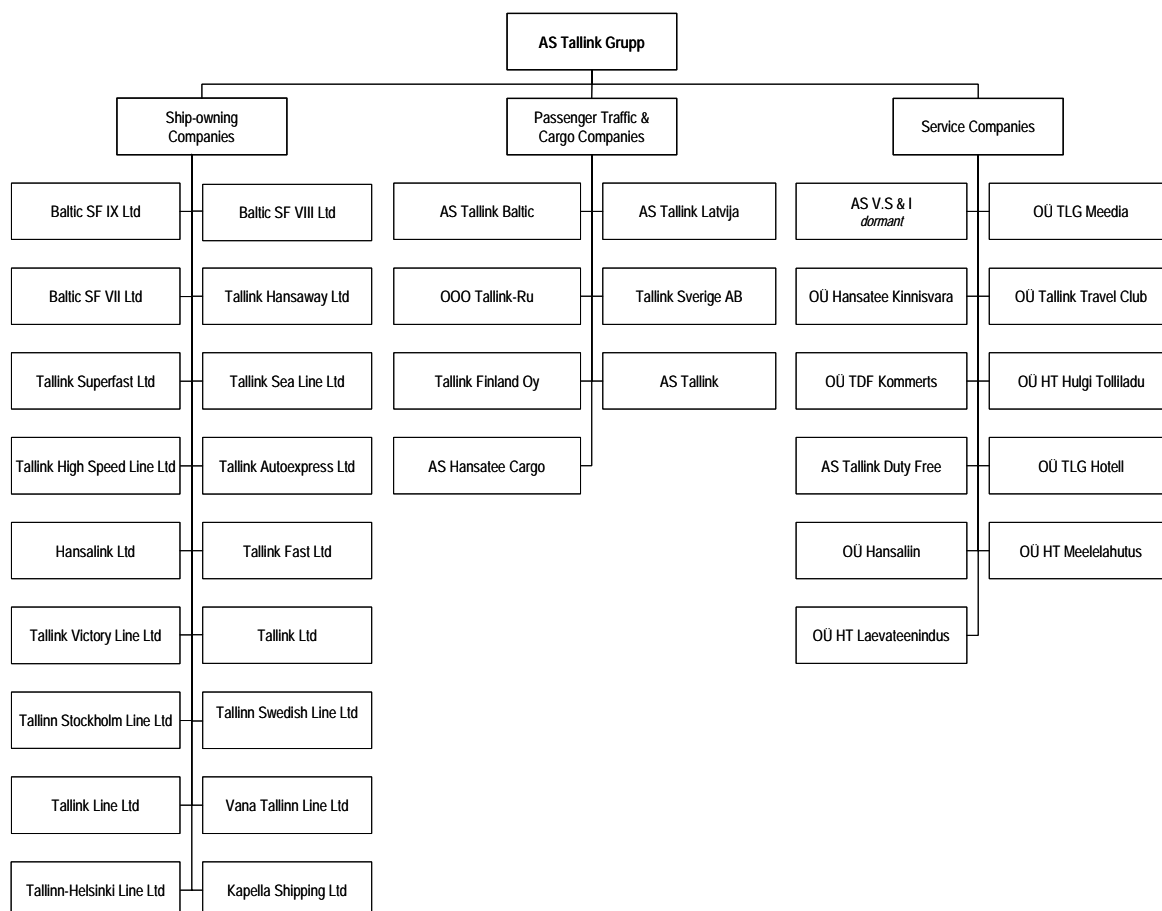 AS Tallink Grupp
Ship-owning
Companies
Passenger Traffic &
Cargo Companies
Service Companies
Baltic SF IX Ltd
Baltic SF VIII Ltd
AS Tallink Baltic
AS Tallink Latvija
AS V.S & I
dormant
OÜ TLG Meedia
Baltic SF VII Ltd
Tallink Hansaway Ltd
OOO Tallink-Ru
Tallink Sverige AB
OÜ Hansatee Kinnisvara
OÜ Tallink Travel Club
Tallink Superfast Ltd
Tallink Sea Line Ltd
Tallink Finland Oy
AS Tallink
OÜ TDF Kommerts
OÜ HT Hulgi Tolliladu
Tallink High Speed Line Ltd
Tallink Autoexpress Ltd
AS Hansatee Cargo
AS Tallink Duty Free
OÜ TLG Hotell
Hansalink Ltd
Tallink Fast Ltd
OÜ Hansaliin
OÜ HT Meelelahutus
Tallink Victory Line Ltd
Tallink Ltd
OÜ HT Laevateenindus
Tallinn Stockholm Line Ltd
Tallinn Swedish Line Ltd
Tallink Line Ltd
Vana Tallinn Line Ltd
Tallinn-Helsinki Line Ltd
Kapella Shipping Ltd